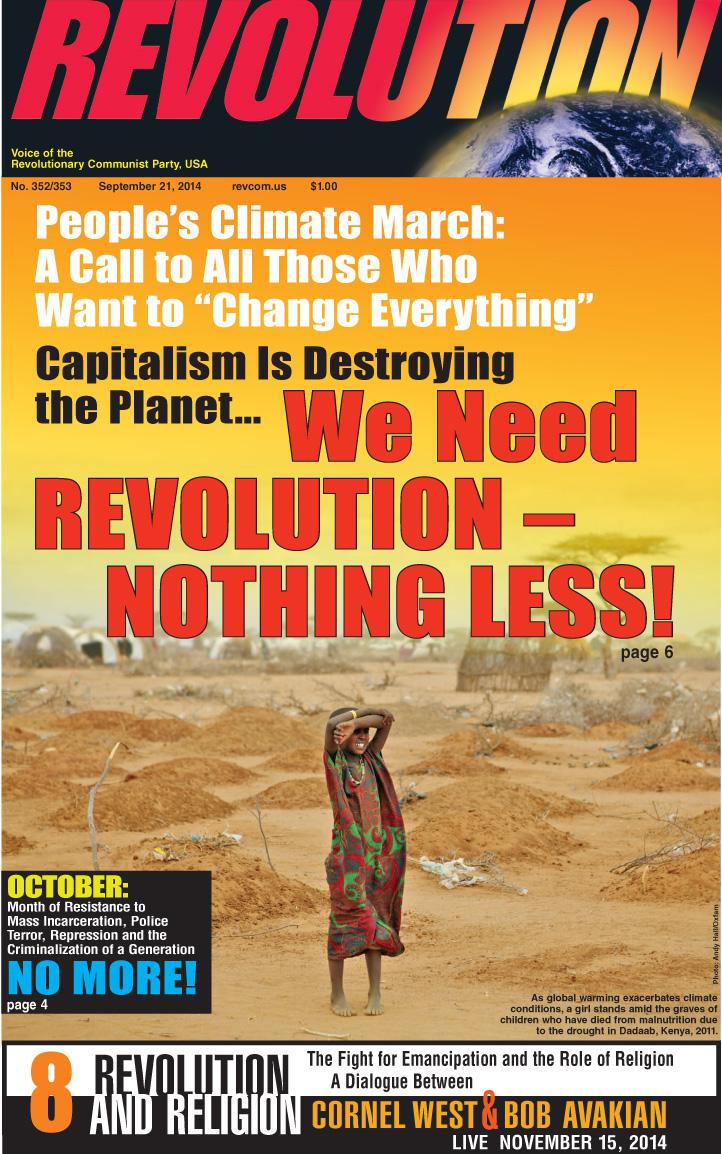 REVOLUTION
Voice of the
Revolutionary Communist Party, USA
No. 352/353 September 21, 2014 revcom.us $1.00
People's Climate March:
A Call to All Those Who
Want to "Change Everything"
Capitalism Is Destroying
the Planet... We Need
REVOLUTION –
NOTHING LESS!
page 6
OCTOBER:
Month of Resistance to
Mass Incarceration, Police
Terror, Repression and the
Criminalization of a Generation
NO MORE!
page 4
Photo: Andy Hall/Oxfam
As global warming exacerbates climate
conditions, a girl stands amid the graves of
children who have died from malnutrition due
to the drought in Dadaab, Kenya, 2011.
8 REVOLUTION
AND RELIGION
The Fight for Emancipation and the Role of Religion
A Dialogue Between
CORNEL WEST & BOB AVAKIAN
LIVE NOVEMBER 15, 2014